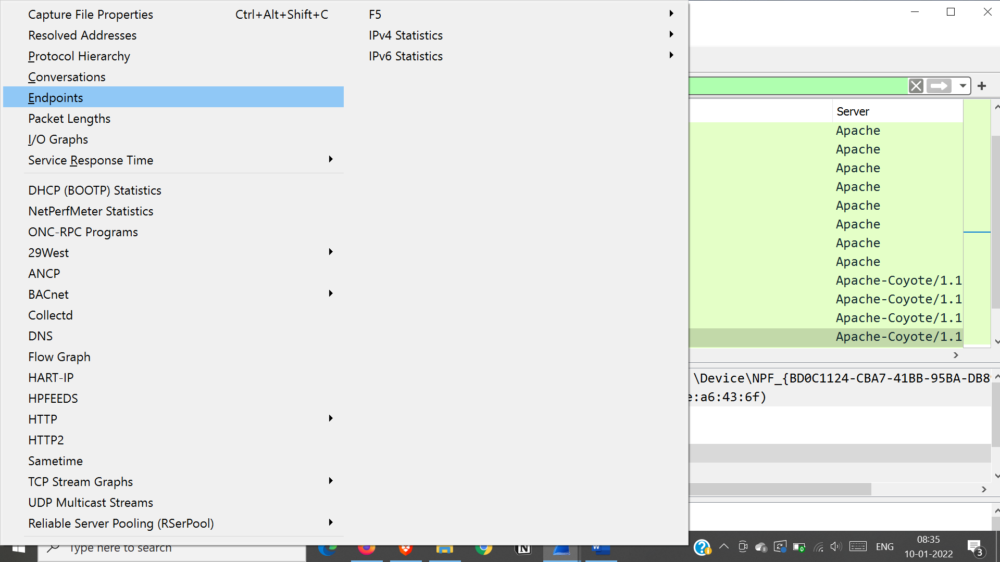 Capture File Properties Ctrl+Alt+Shift+C
Resolved Addresses
Protocol Hierarchy
Conversations
Endpoints
Packet Lengths
I/O Graphs
Service Response Time
DHCP (BOOTP) Statistics
NetPerfMeter Statistics
ONC-RPC Programs
29West
ANCP
BACnet
Collectd
DNS
Flow Graph
HART-IP
HPFEEDS
HTTP
HTTP2
Sametime
TCP Stream Graphs
UDP Multicast Streams
Reliable Server Pooling (RSerPool)
F5
IPv4 Statistics
IPv6 Statistics
Server
Apache
Apache
Apache
Apache
Apache
Apache
Apache
Apache
Apache-Coyote/1.1
Apache-Coyote/1.1
Apache-Coyote/1.1
Apache-Coyote/1.1
\Device\NPF_{BD0C1124-CBA7-41BB-95BA-DB8
e:a6:43:6f)
Type here to search
ENG
08:35
10-01-2022
3